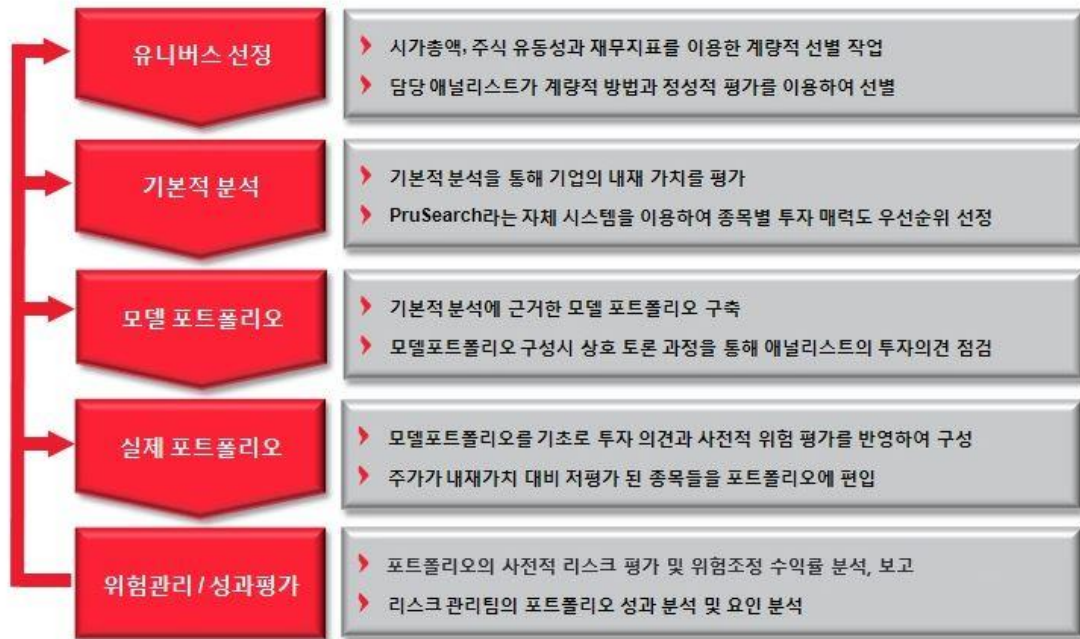 유니버스 선정
시가총액, 주식 유동성과 재무지표를 이용한 계량적 선별 작업
담당 애널리스트가 계량적 방법과 정성적 평가를 이용하여 선별
기본적 분석
기본적 분석을 통해 기업의 내재 가치를 평가
PruSearch라는 자체 시스템을 이용하여 종목별 투자 매력도 우선순위 선정
모델 포트폴리오
기본적 분석에 근거한 모델 포트폴리오 구축
모델포트폴리오 구성시 상호 토론 과정을 통해 애널리스트의 투자의견 점검
실제 포트폴리오
모델포트폴리오를 기초로 투자 의견과 사전적 위험 평가를 반영하여 구성
주가가 내재가치 대비 저평가 된 종목들을 포트폴리오에 편입
위험관리 / 성과평가
포트폴리오의 사전적 리스크 평가 및 위험조정 수익률 분석, 보고
리스크 관리팀의 포트폴리오 성과 분석 및 요인 분석